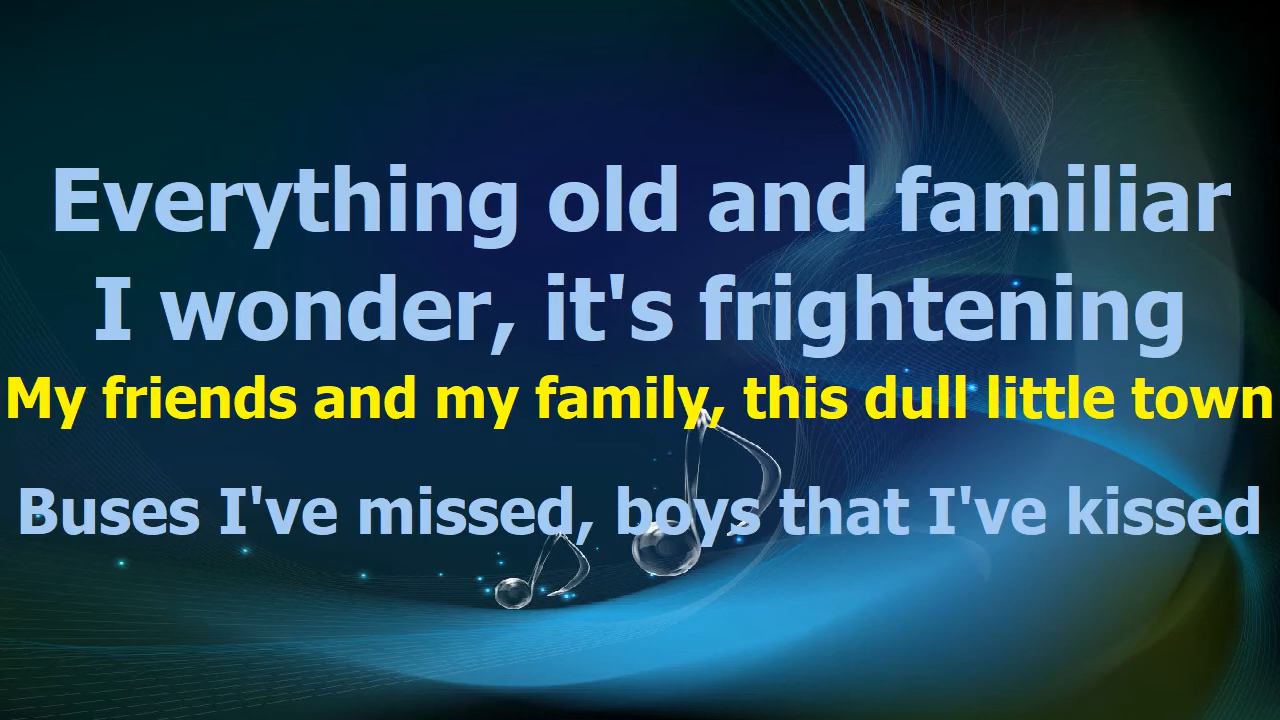 Everything old and familiar
I wonder, it's frightening
My friends and my family, this dull little town
Buses I've missed, boys that I've kissed